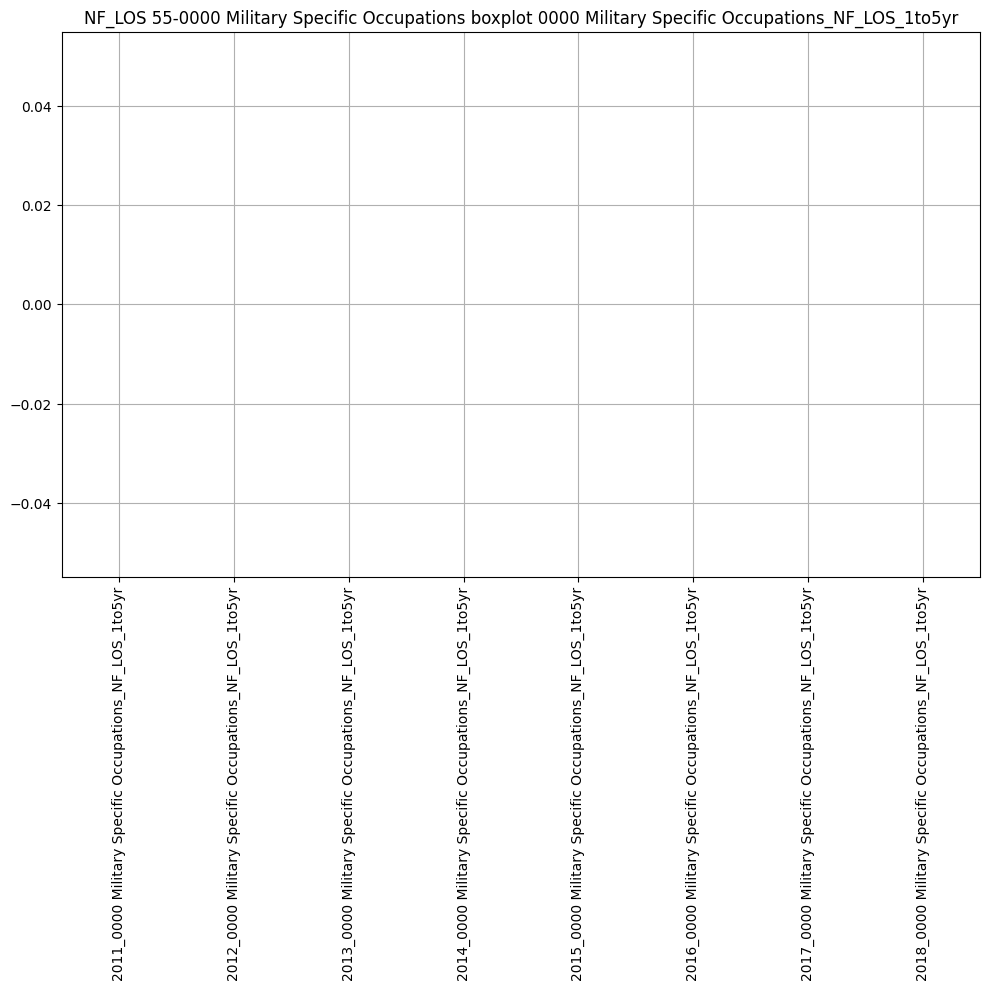 NF_LOS 55-0000 Military Specific Occupations boxplot 0000 Military Specific Occupations_NF_LOS_1to5yr
0.04
0.02
0.00
−0.02
−0.04
2011_0000 Military Specific Occupations_NF_LOS_1to5yr
2012_0000 Military Specific Occupations_NF_LOS_1to5yr
2013_0000 Military Specific Occupations_NF_LOS_1to5yr
2014_0000 Military Specific Occupations_NF_LOS_1to5yr
2015_0000 Military Specific Occupations_NF_LOS_1to5yr
2016_0000 Military Specific Occupations_NF_LOS_1to5yr
2017_0000 Military Specific Occupations_NF_LOS_1to5yr
2018_0000 Military Specific Occupations_NF_LOS_1to5yr